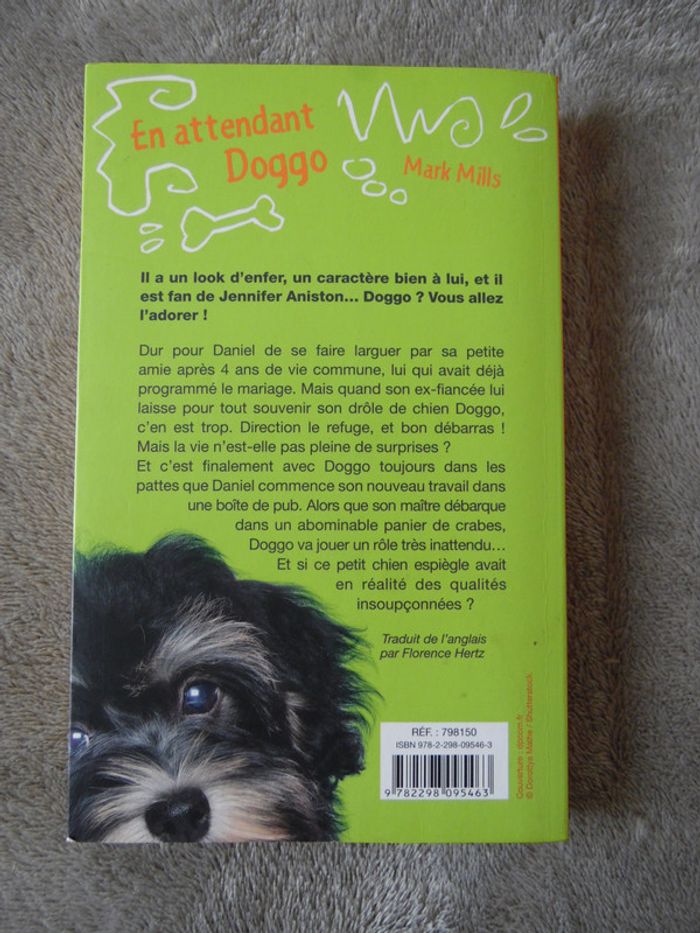 En attendant
Doggo
Mark Mills
Il a un look d'enfer, un caractère bien à lui, et il
est fan de Jennifer Aniston... Doggo ? Vous allez
l'adorer !
Dur pour Daniel de se faire larguer par sa petite
amie après 4 ans de vie commune, lui qui avait déjà
programmé le mariage. Mais quand son ex-fiancée lui
laisse pour tout souvenir son drôle de chien Doggo,
c'en est trop. Direction le refuge, et bon débarras !
Mais la vie n'est-elle pas pleine de surprises ?
Et c'est finalement avec Doggo toujours dans les
pattes que Daniel commence son nouveau travail dans
une boîte de pub. Alors que son maître débarque
dans un abominable panier de crabes,
Doggo va jouer un rôle très inattendu...
Et si ce petit chien espiègle avait
en réalité des qualités
insoupçonnées ?
Traduit de l'anglais
par Florence Hertz
RÉF. : 798150
ISBN 978-2-298-09546-3
9 782298 095463
Couverture : epoom.fr
© Dorottya Mathe / Shutterstock